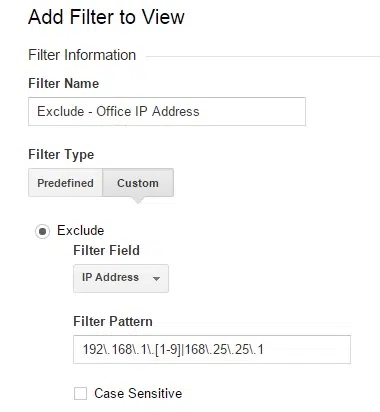 Add Filter to View
Filter Information
Filter Name
Exclude - Office IP Address
Filter Type
Predefined Custom
Exclude
Filter Field
IP Address
Filter Pattern
192\.168\.1\.[1-9]|168\.25\.25\.1
Case Sensitive